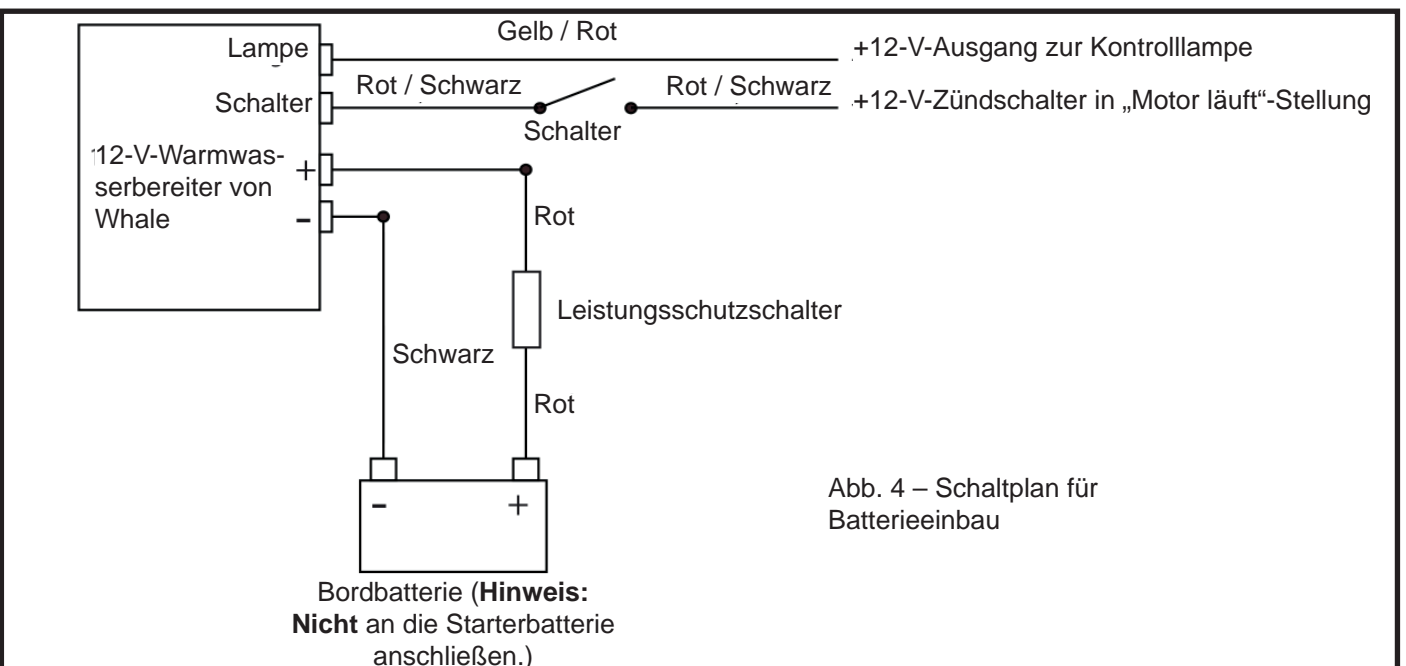 Gelb / Rot
Lampe
+12-V-Ausgang zur Kontrolllampe
Rot / Schwarz
Rot / Schwarz
Schalter
+12-V-Zündschalter in „Motor läuft“-Stellung
Schalter
12-V-Warmwas-
serbereiter von
Whale
+
-
Rot
Leistungsschutzschalter
Schwarz
Rot
-
+
Abb. 4 – Schaltplan für
Batterieeinbau
Bordbatterie (Hinweis:
Nicht an die Starterbatterie
anschließen.)